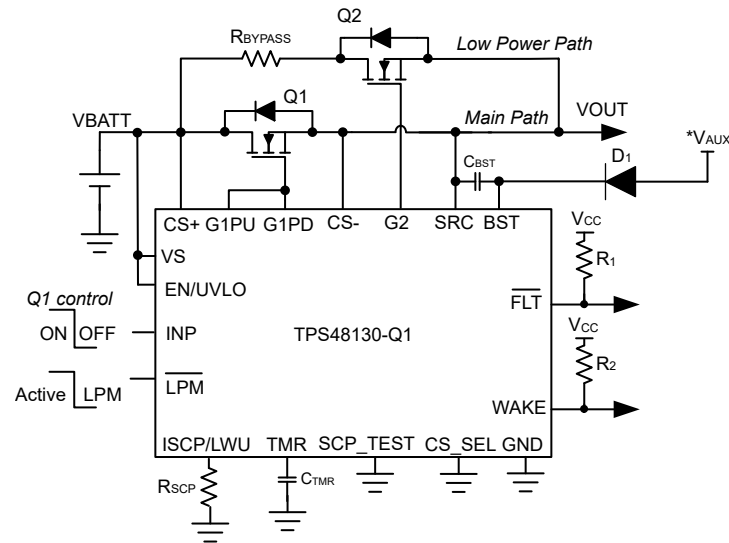 Q2
RBYPASS
Low Power Path
Q1
VBATT
Main Path
VOUT
*VAUX
CBST
D1
CS+ G1PU G1PD CS- G2 SRC BST
VS
EN/UVLO
VCC
R1
FLT
Q1 control
ON OFF
INP
TPS48130-Q1
VCC
R2
Active LPM
LPM
WAKE
ISCP/LWU TMR SCP_TEST CS_SEL GND
RSCP
CTMR